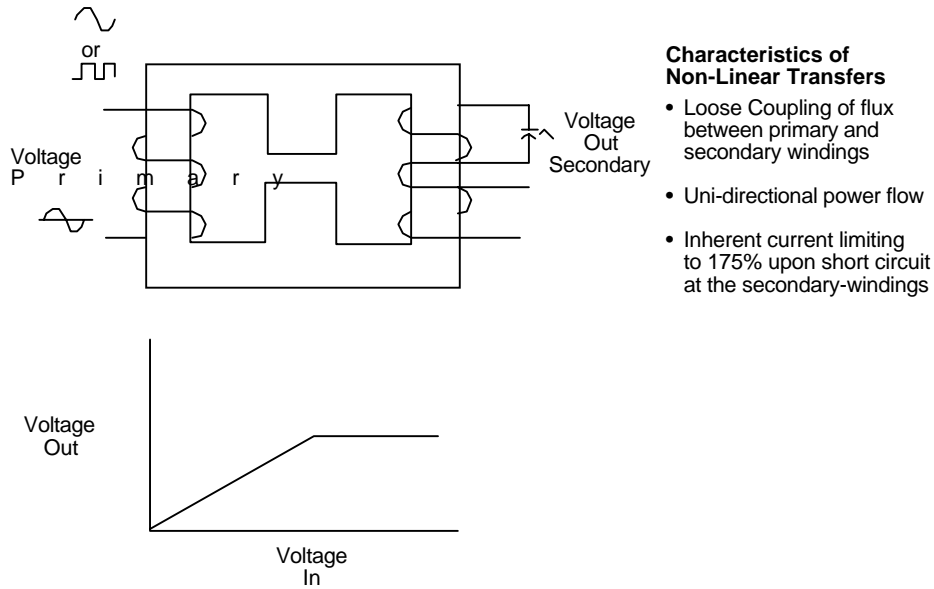 or
Voltage
P r i m a r y
Voltage
Out
Secondary
Characteristics of
Non-Linear Transfers
• Loose Coupling of flux
between primary and
secondary windings
• Uni-directional power flow
• Inherent current limiting
to 175% upon short circuit
at the secondary-windings
Voltage
Out
Voltage
In